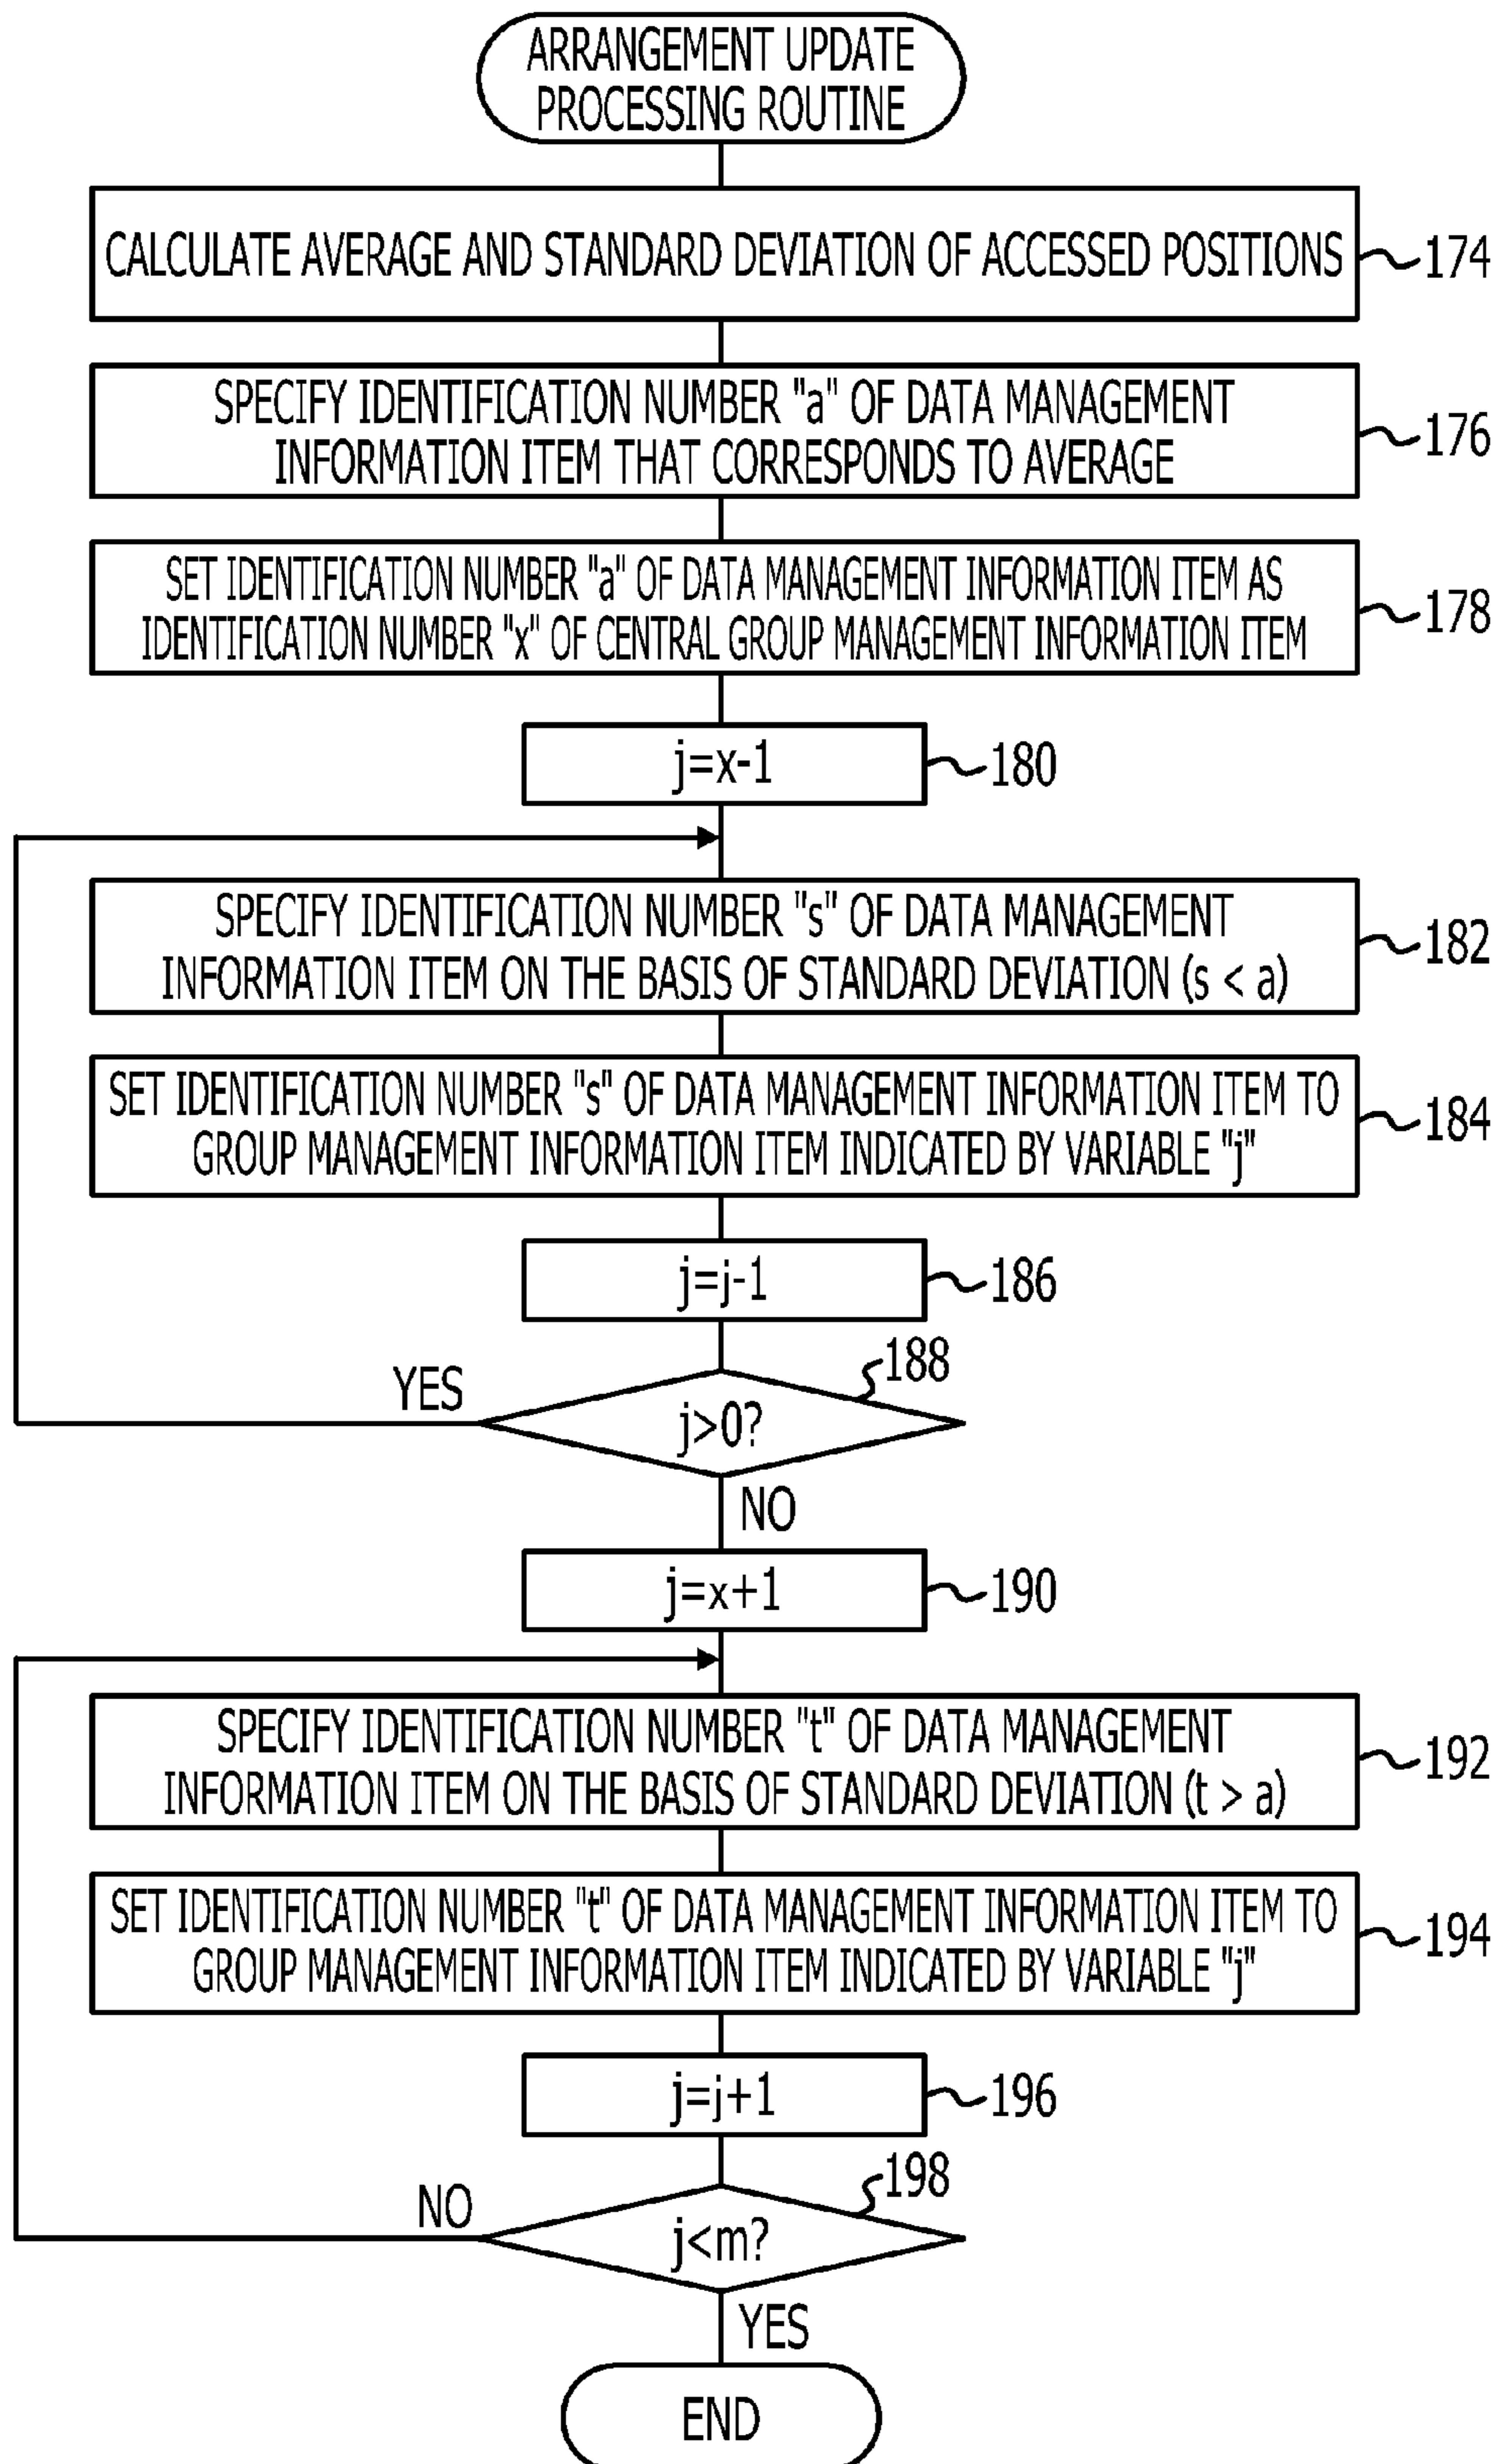 ARRANGEMENT UPDATE
PROCESSING ROUTINE
CALCULATE AVERAGE AND STANDARD DEVIATION OF ACCESSED POSITIONS
174
SPECIFY IDENTIFICATION NUMBER "a" OF DATA MANAGEMENT
INFORMATION ITEM THAT CORRESPONDS TO AVERAGE
176
SET IDENTIFICATION NUMBER "a" OF DATA MANAGEMENT INFORMATION ITEM AS
IDENTIFICATION NUMBER "x" OF CENTRAL GROUP MANAGEMENT INFORMATION ITEM
178
j=x-1
180
SPECIFY IDENTIFICATION NUMBER "s" OF DATA MANAGEMENT
INFORMATION ITEM ON THE BASIS OF STANDARD DEVIATION (s < a)
182
SET IDENTIFICATION NUMBER "s" OF DATA MANAGEMENT INFORMATION ITEM TO
GROUP MANAGEMENT INFORMATION ITEM INDICATED BY VARIABLE "j"
184
j=j-1
186
188
YES
j>0?
NO
j=x+1
190
SPECIFY IDENTIFICATION NUMBER "t" OF DATA MANAGEMENT
INFORMATION ITEM ON THE BASIS OF STANDARD DEVIATION (t > a)
192
SET IDENTIFICATION NUMBER "t" OF DATA MANAGEMENT INFORMATION ITEM TO
GROUP MANAGEMENT INFORMATION ITEM INDICATED BY VARIABLE "j"
194
j=j+1
196
198
NO
j<m?
YES
END